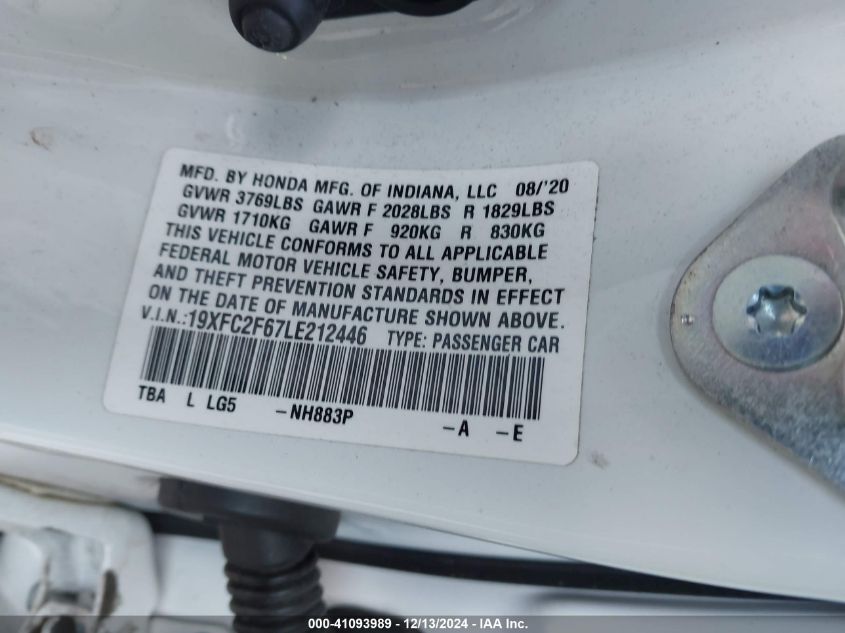 MFD. BY HONDA MFG. OF INDIANA, LLC 08/'20
GVWR 3769LBS GAWR F 2028LBS R 1829LBS
GVWR 1710KG GAWR F 920KG R 830KG
THIS VEHICLE CONFORMS TO ALL APPLICABLE
FEDERAL MOTOR VEHICLE SAFETY, BUMPER,
AND THEFT PREVENTION STANDARDS IN EFFECT
ON THE DATE OF MANUFACTURE SHOWN ABOVE.
V.I.N.:19XFC2F67LE212446 TYPE: PASSENGER CAR
TBA L LG5 -NH883P -A -E
000-41093989 - 12/13/2024 - IAA Inc.